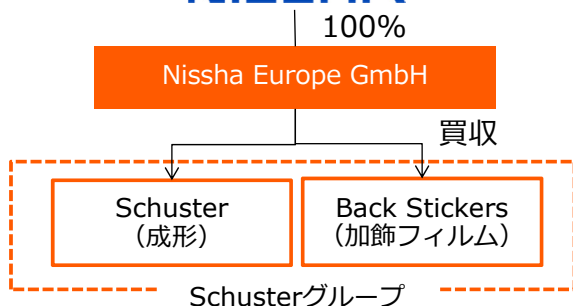 100%
Nissha Europe GmbH
買収
Schuster
（成形）
Back Stickers
（加飾フィルム）
Schusterグループ